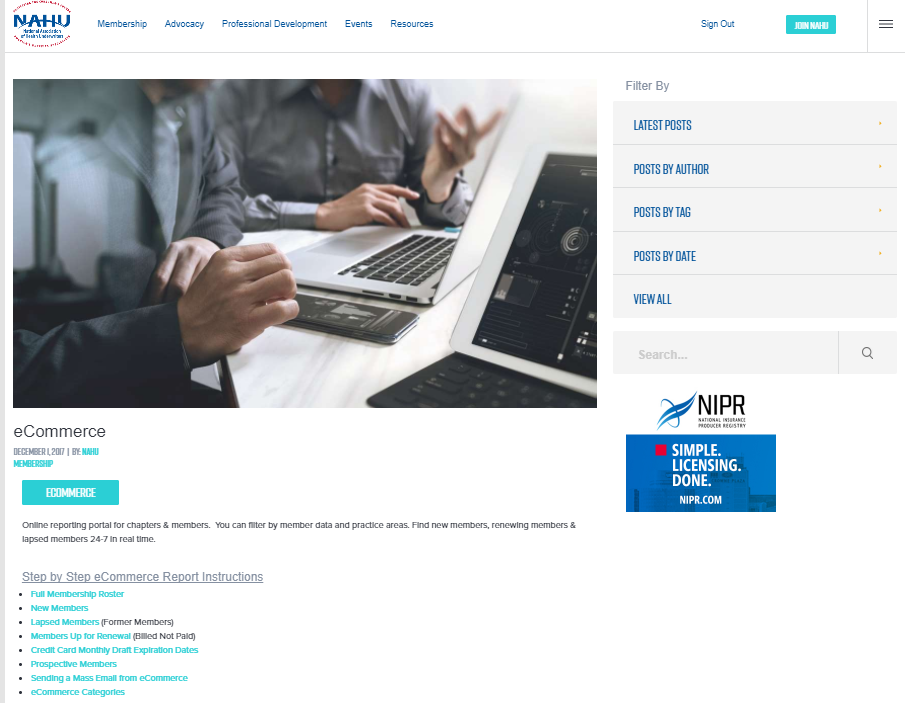 NAHU
National Association
of Health Underwriters
Membership
Advocacy
Professional Development
Events
Resources
Sign Out
JOIN NAHU
Filter By
LATEST POSTS
POSTS BY AUTHOR
POSTS BY TAG
POSTS BY DATE
VIEW ALL
Search...
NIPR
NATIONAL INSURANCE
PRODUCER REGISTRY
SIMPLE.
LICENSING.
DONE.
NIPR.COM
eCommerce
DECEMBER 1, 2017 | BY: NAHU
MEMBERSHIP
ECOMMERCE
Online reporting portal for chapters & members. You can filter by member data and practice areas. Find new members, renewing members &
lapsed members 24-7 in real time.
Step by Step eCommerce Report Instructions
Full Membership Roster
New Members
Lapsed Members (Former Members)
Members Up for Renewal (Billed Not Paid)
Credit Card Monthly Draft Expiration Dates
Prospective Members
Sending a Mass Email from eCommerce
eCommerce Categories